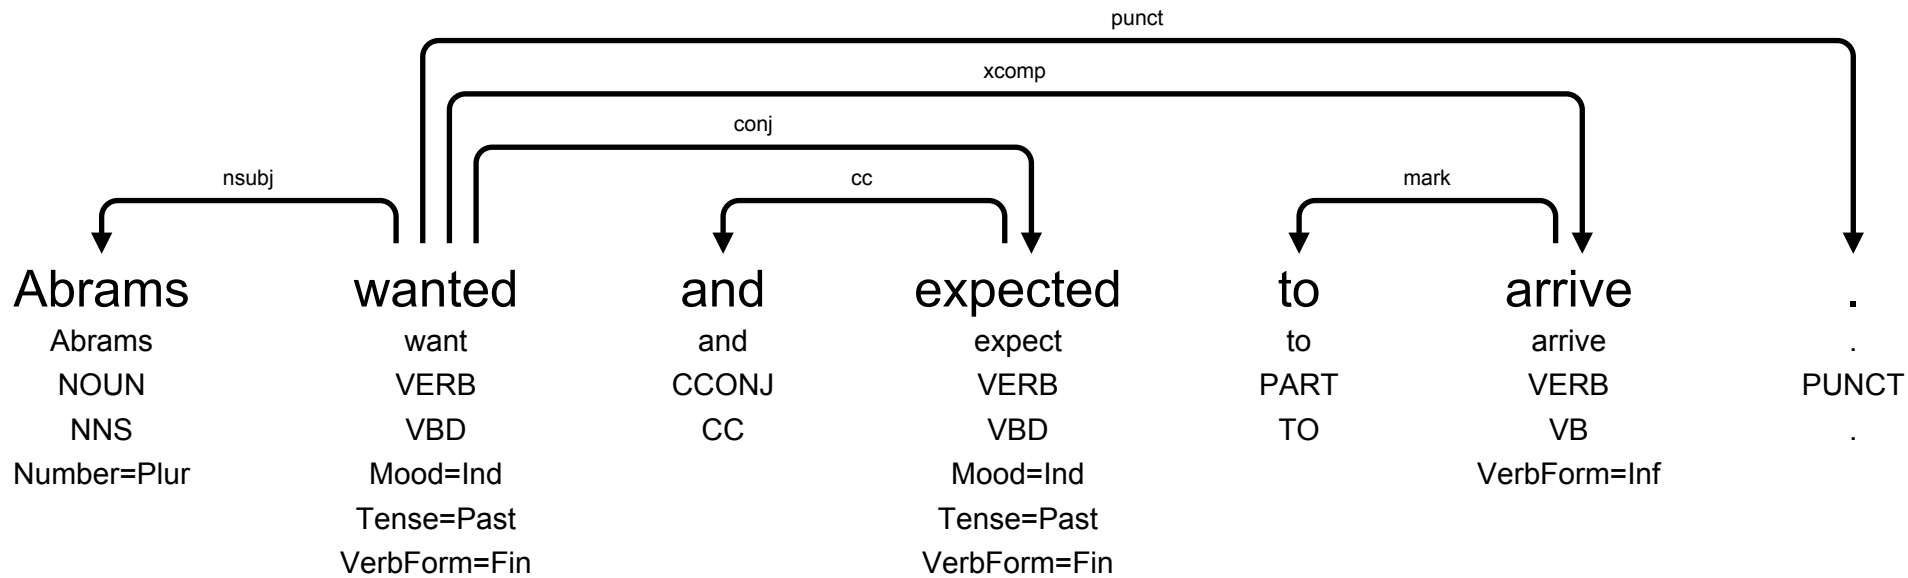 punct
xcomp
conj
nsubj cc mark
Abrams wanted and expected to arrive .
Abrams want and expect to arrive .
NOUN VERB CCONJ VERB PART VERB PUNCT
NNS VBD CC VBD TO VB .
Number=Plur Mood=Ind Mood=Ind VerbForm=Inf
Tense=Past Tense=Past
VerbForm=Fin VerbForm=Fin